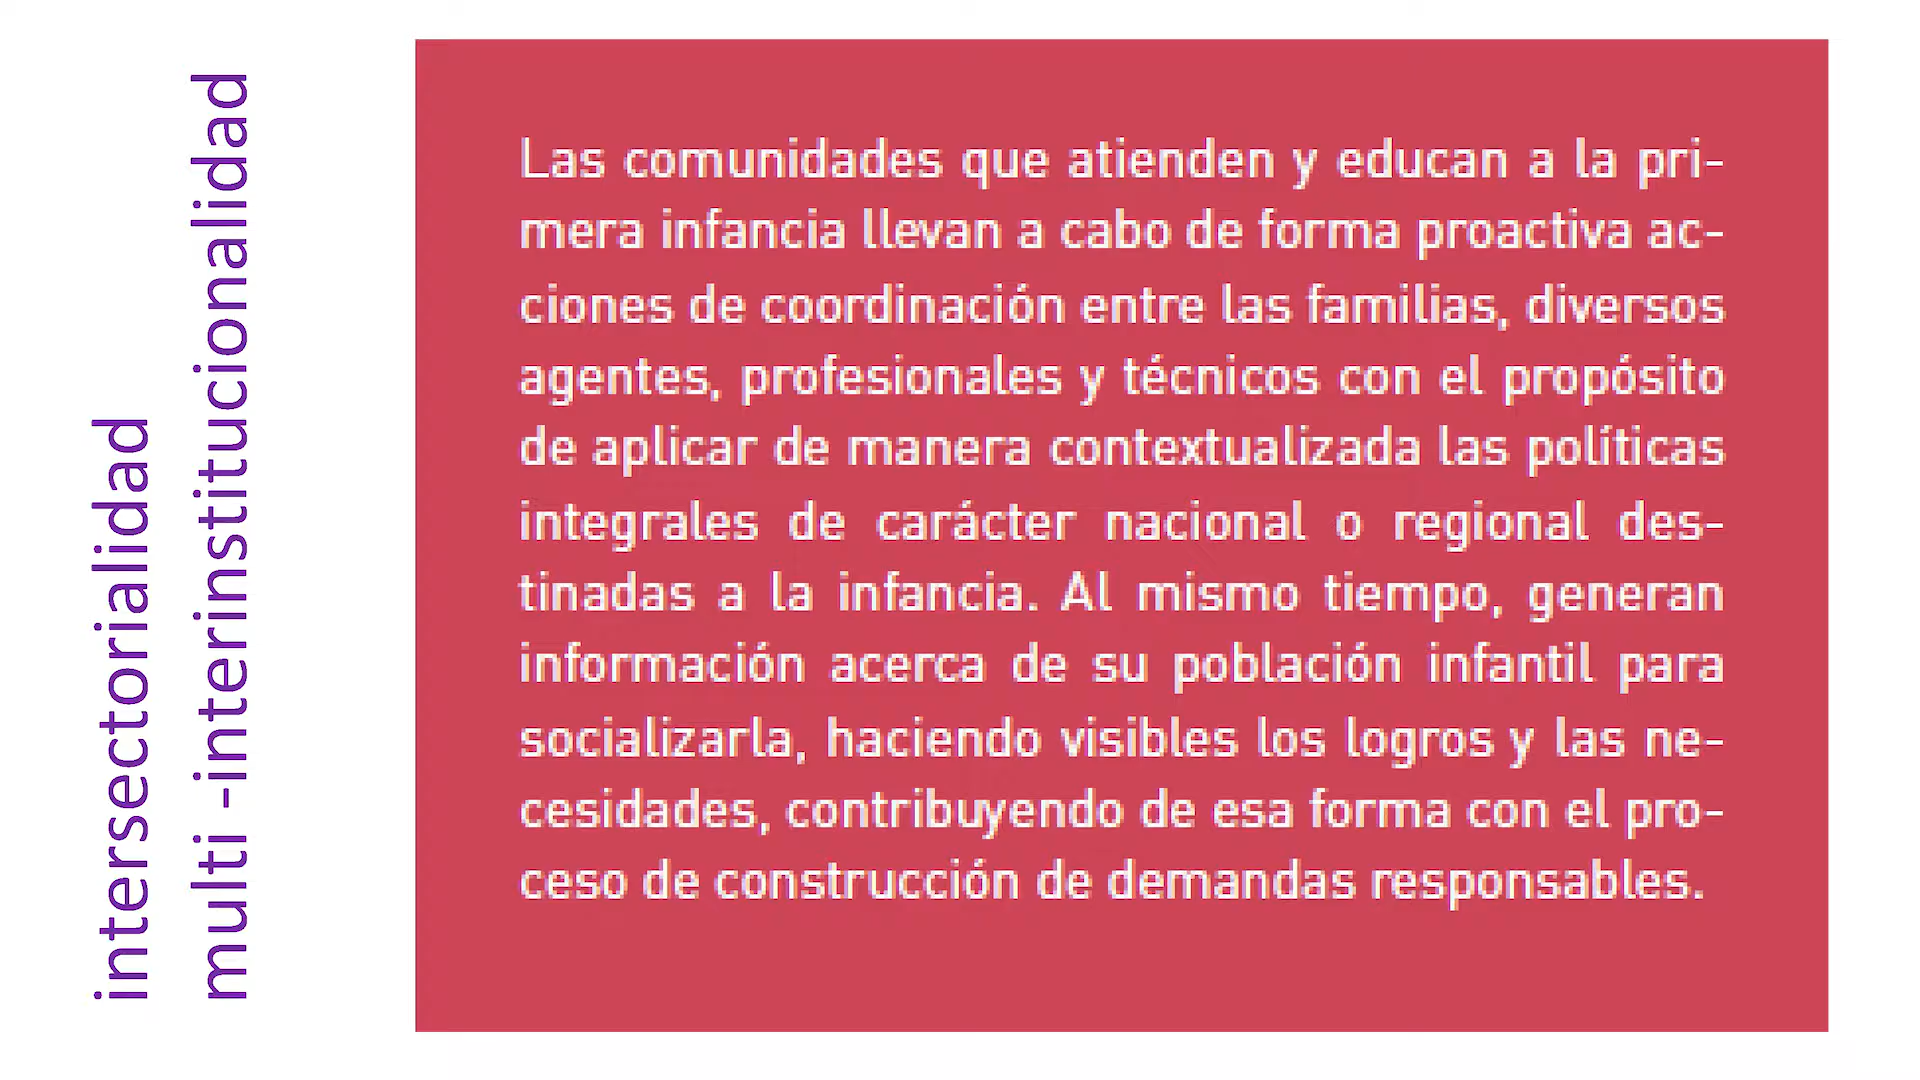 intersectorialidad
multi -interinstitucionalidad
Las comunidades que atienden y educan a la pri-
mera infancia llevan a cabo de forma proactiva ac-
ciones de coordinación entre las familias, diversos
agentes, profesionales y técnicos con el propósito
de aplicar de manera contextualizada las políticas
integrales de carácter nacional o regional des-
tinadas a la infancia. Al mismo tiempo, generan
información acerca de su población infantil para
socializarla, haciendo visibles los logros y las ne-
cesidades, contribuyendo de esa forma con el pro-
ceso de construcción de demandas responsables.